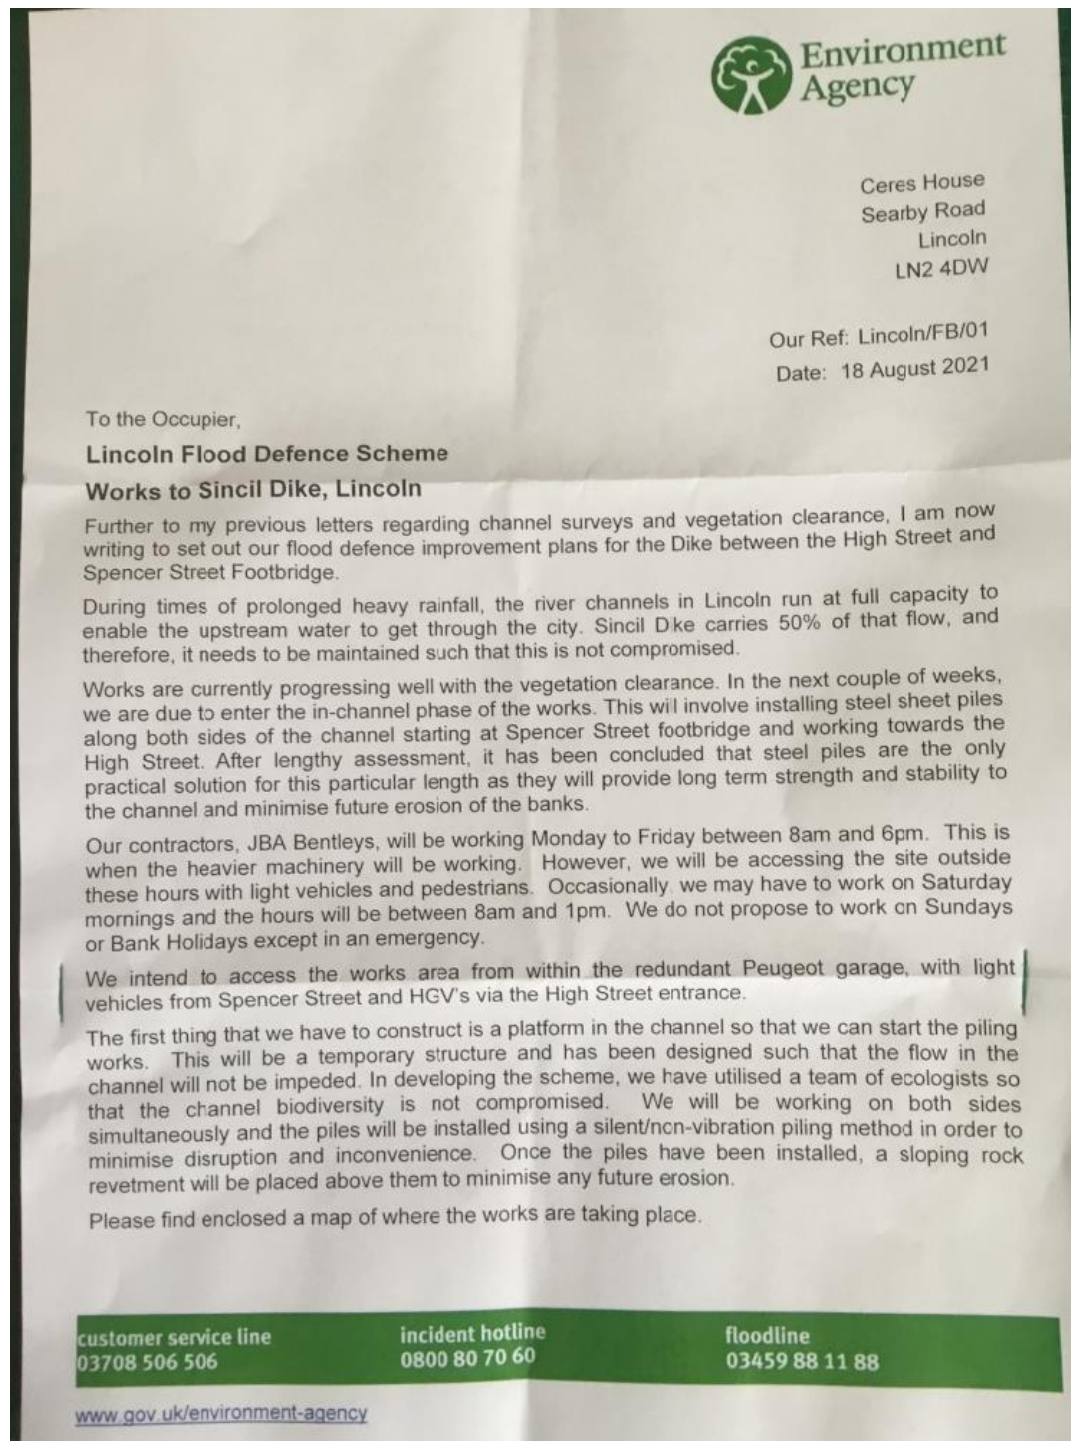 Environment
Agency
Ceres House
Searby Road
Lincoln
LN2 4DW
Our Ref: Lincoln/FB/01
Date: 18 August 2021
To the Occupier,
Lincoln Flood Defence Scheme
Works to Sincil Dike, Lincoln
Further to my previous letters regarding channel surveys and vegetation clearance, I am now
writing to set out our flood defence improvement plans for the Dike between the High Street and
Spencer Street Footbridge.
During times of prolonged heavy rainfall, the river channels in Lincoln run at full capacity to
enable the upstream water to get through the city. Sincil Dike carries 50% of that flow, and
therefore, it needs to be maintained such that this is not compromised.
Works are currently progressing well with the vegetation clearance. In the next couple of weeks,
we are due to enter the in-channel phase of the works. This will involve installing steel sheet piles
along both sides of the channel starting at Spencer Street footbridge and working towards the
High Street. After lengthy assessment, it has been concluded that steel piles are the only
practical solution for this particular length as they will provide long term strength and stability to
the channel and minimise future erosion of the banks.
Our contractors, JBA Bentleys, will be working Monday to Friday between 8am and 6pm. This is
when the heavier machinery will be working. However, we will be accessing the site outside
these hours with light vehicles and pedestrians. Occasionally we may have to work on Saturday
mornings and the hours will be between 8am and 1pm. We do not propose to work on Sundays
or Bank Holidays except in an emergency.
We intend to access the works area from within the redundant Peugeot garage, with light
vehicles from Spencer Street and HGV's via the High Street entrance.
The first thing that we have to construct is a platform in the channel so that we can start the piling
works. This will be a temporary structure and has been designed such that the flow in the
channel will not be impeded. In developing the scheme, we have utilised a team of ecologists so
that the channel biodiversity is not compromised. We will be working on both sides
simultaneously and the piles will be installed using a silent/non-vibration piling method in order to
minimise disruption and inconvenience. Once the piles have been installed, a sloping rock
revetment will be placed above them to minimise any future erosion.
Please find enclosed a map of where the works are taking place.
customer service line
03708 506 506
incident hotline
0800 80 70 60
floodline
03459 88 11 88
www.gov.uk/environment-agency